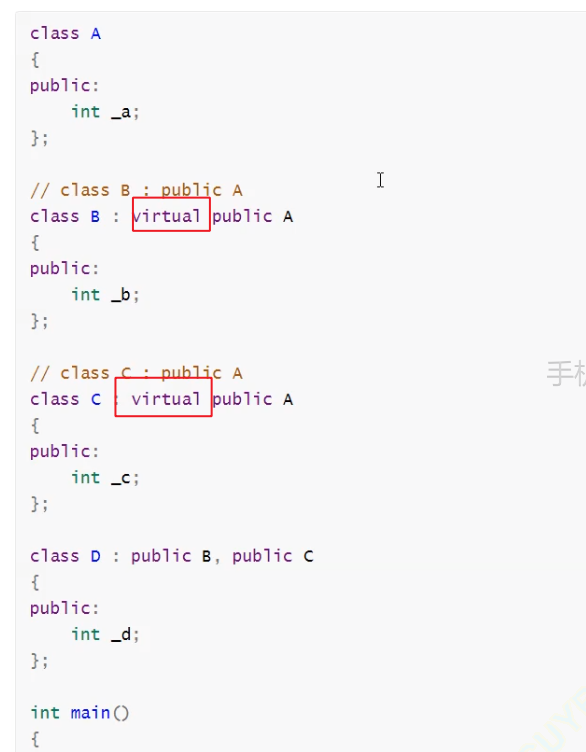 class A
{
public:
    int _a;
};
// class B : public A
class B : virtual public A
{
public:
    int _b;
};
// class C : public A
class C : virtual public A
{
public:
    int _c;
};
class D : public B, public C
{
public:
    int _d;
};
int main()
{
手机